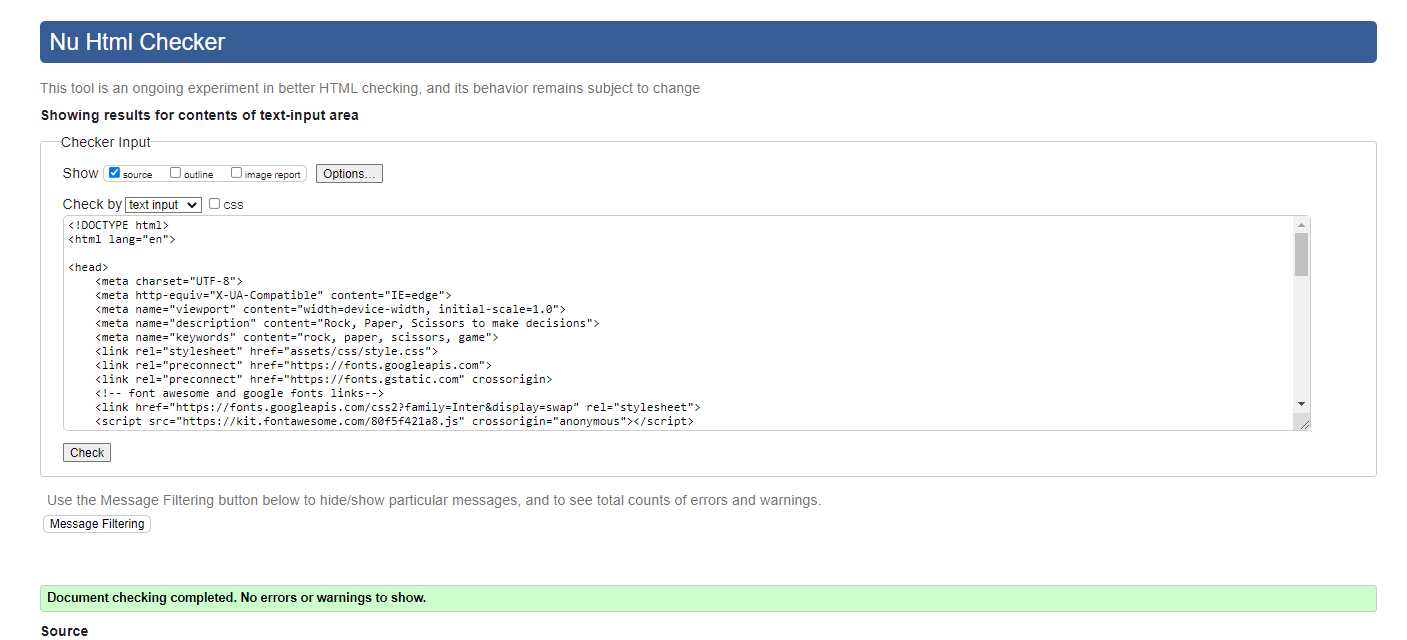 Nu Html Checker
This tool is an ongoing experiment in better HTML checking, and its behavior remains subject to change
Showing results for contents of text-input area
Checker Input
Show source outline image report Options...
Check by text input css
<!DOCTYPE html>
<html lang="en">
<head>
<meta charset="UTF-8">
<meta http-equiv="X-UA-Compatible" content="IE=edge">
<meta name="viewport" content="width=device-width, initial-scale=1.0">
<meta name="description" content="Rock, Paper, Scissors to make decisions">
<meta name="keywords" content="rock, paper, scissors, game">
<link rel="stylesheet" href="assets/css/style.css">
<link rel="preconnect" href="https://fonts.googleapis.com">
<link rel="preconnect" href="https://fonts.gstatic.com" crossorigin>
<!-- font awesome and google fonts links-->
<link href="https://fonts.googleapis.com/css2?family=Inter&display=swap" rel="stylesheet">
<script src="https://kit.fontawesome.com/80f5f421a8.js" crossorigin="anonymous"></script>
Check
Use the Message Filtering button below to hide/show particular messages, and to see total counts of errors and warnings.
Message Filtering
Document checking completed. No errors or warnings to show.
Source